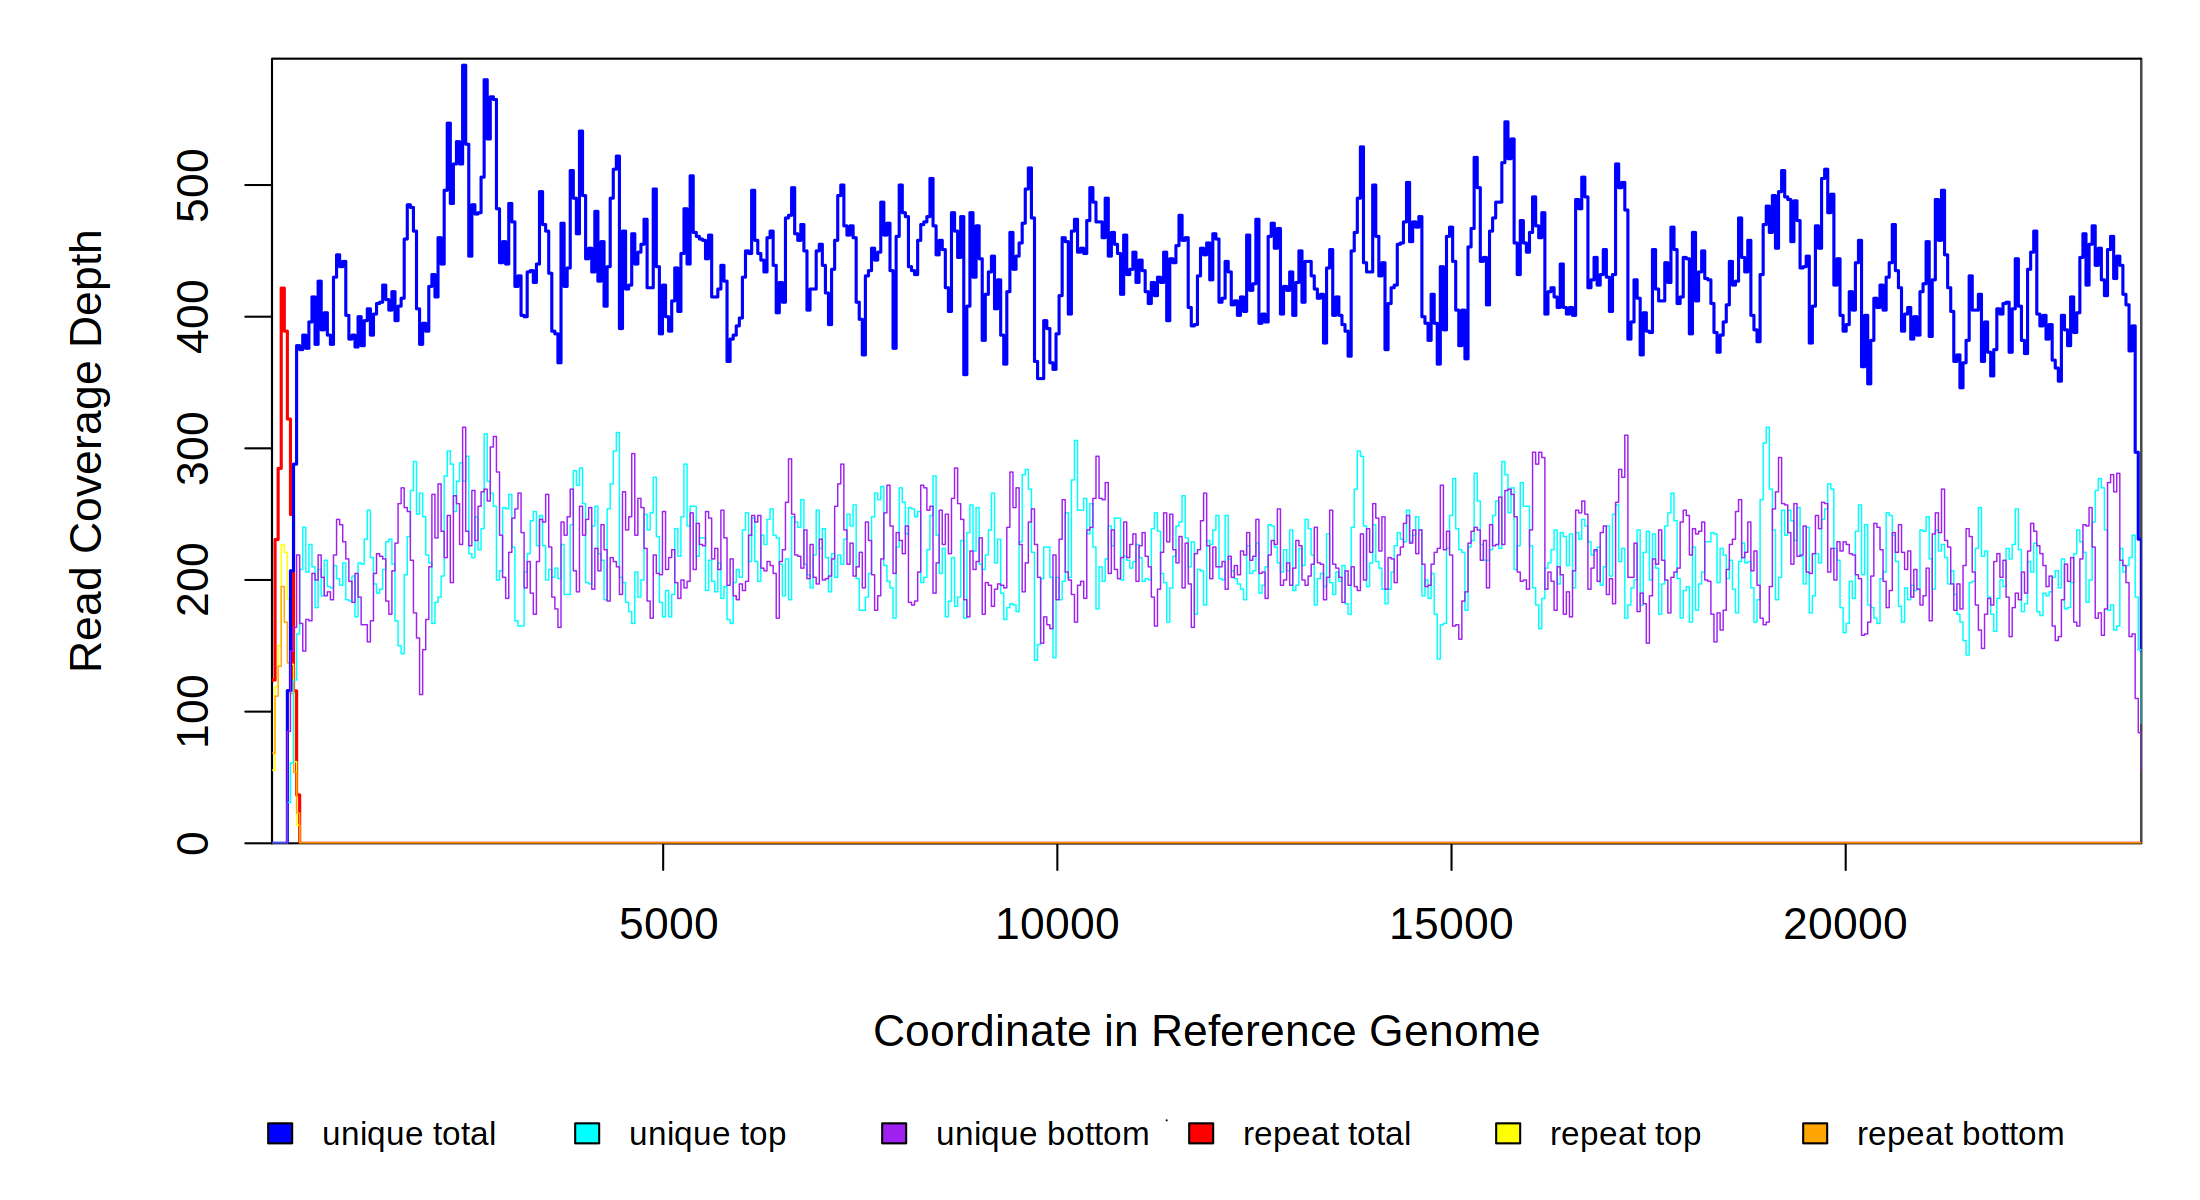 Read Coverage Depth
500
400
300
200
100
0
5000 10000 15000 20000
Coordinate in Reference Genome
unique total unique top unique bottom repeat total repeat top repeat bottom